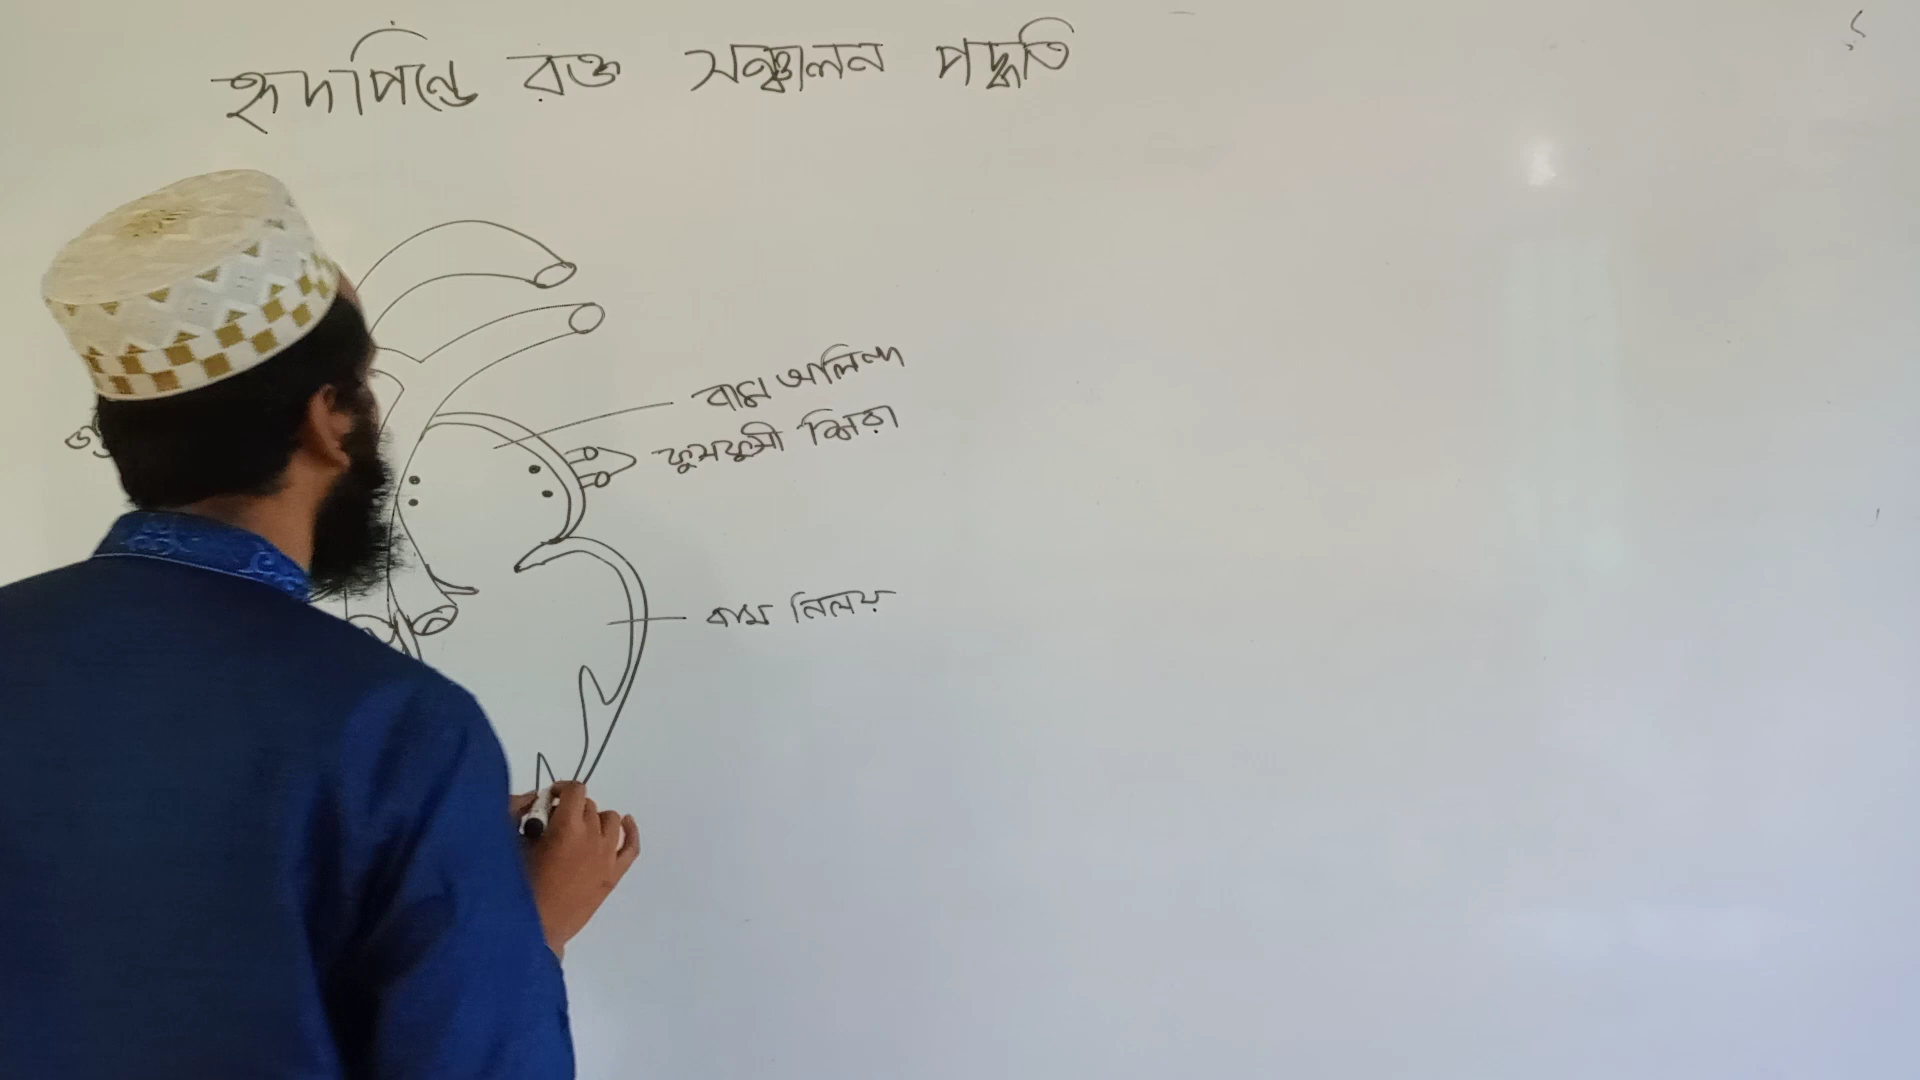 হৃদপিন্ডে রক্ত সঞ্চালন পদ্ধতি
বাম অলিন্দ
ফুসফুসী শিরা
বাম নিলয়